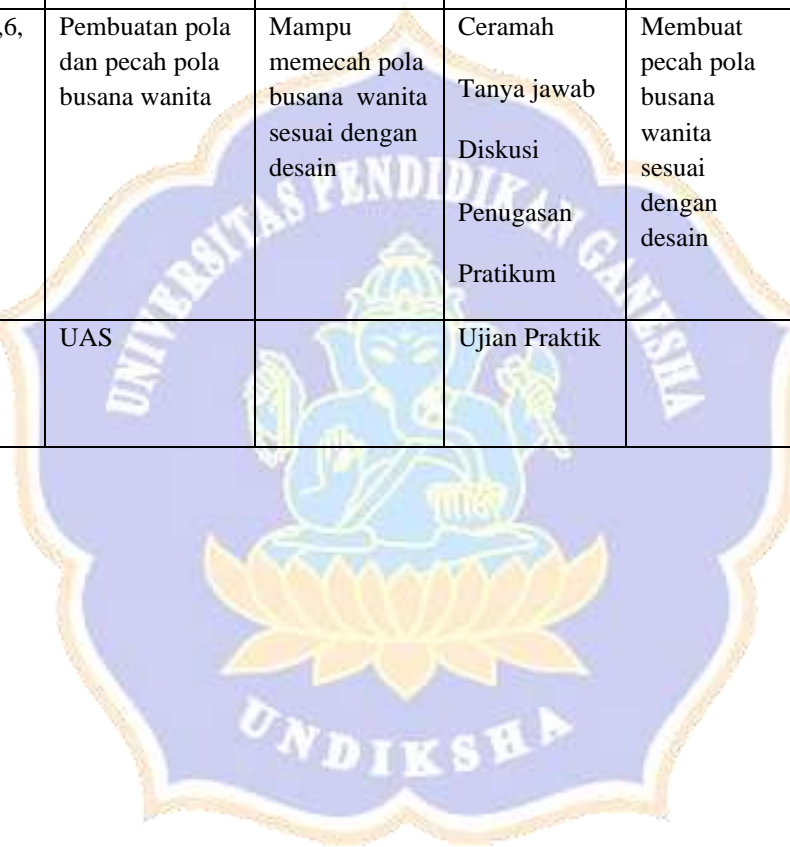 ,6,
Pembuatan pola
dan pecah pola
busana wanita
Mampu
memecah pola
busana wanita
sesuai dengan
desain
Ceramah
Tanya jawab
Diskusi
Penugasan
Pratikum
Membuat
pecah pola
busana
wanita
sesuai
dengan
desain
UAS
Ujian Praktik
UNIVERSITAS PENDIDIKAN GANESHA
UNDIKSHA